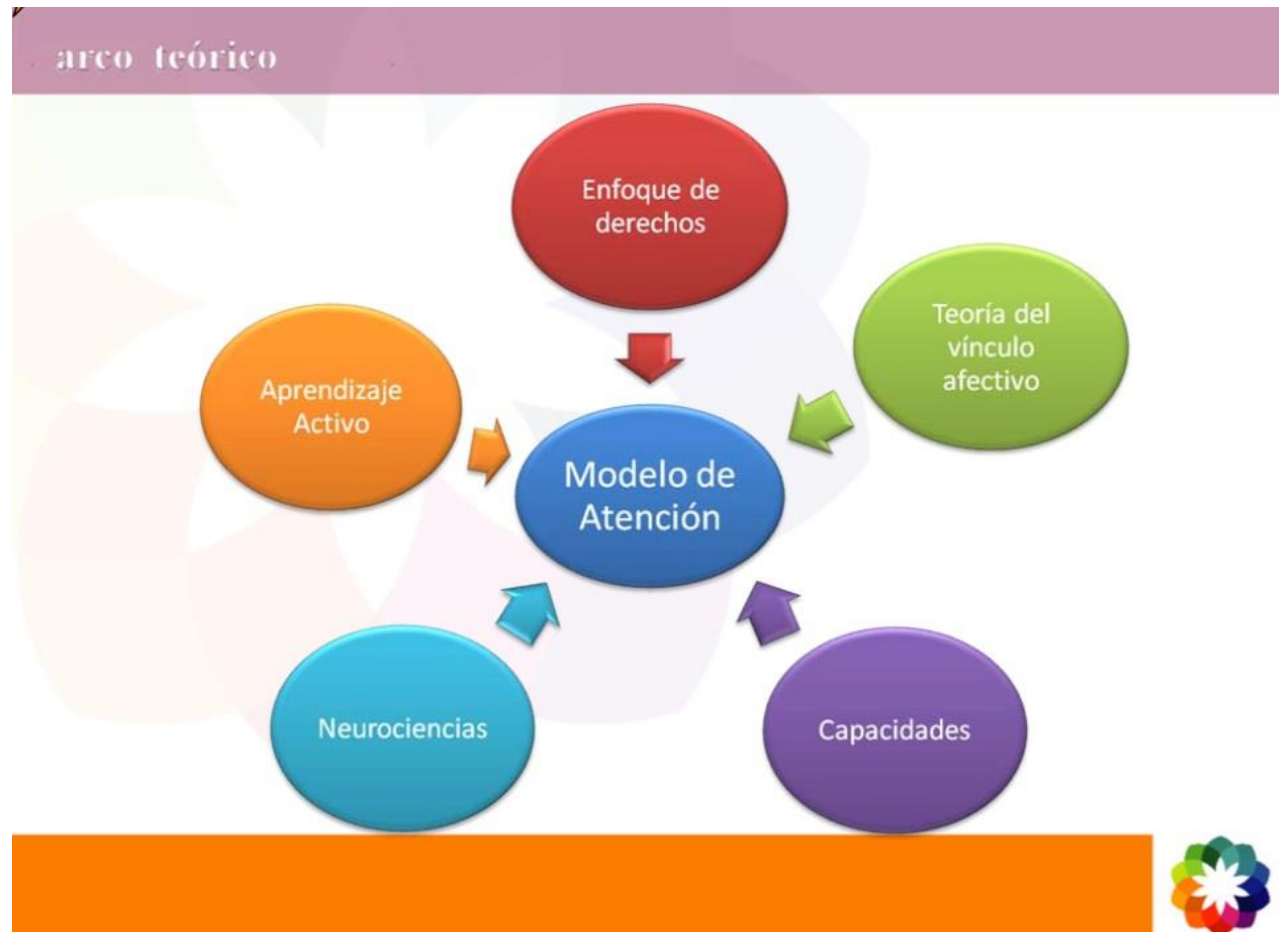 arco teórico
Enfoque de
derechos
Teoría del
vínculo
afectivo
Aprendizaje
Activo
Modelo de
Atención
Neurociencias
Capacidades